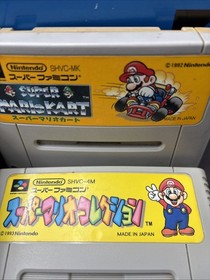 Nintendo SHVC-MK
スーパーファミコン
©1992 Nintendo
SUPER
MARIO KART
スーパーマリオカート
MADE IN JAPAN
Nintendo SHVC-4M
スーパーファミコン
スーパーマリオコレクション TM
©1993 Nintendo
MADE IN JAPAN